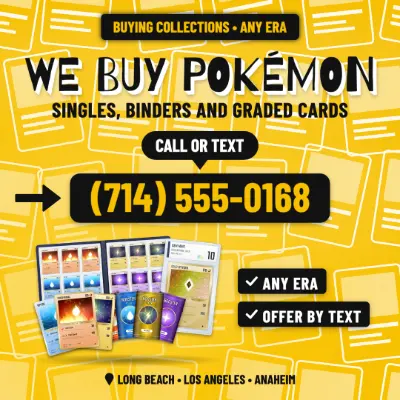 BUYING COLLECTIONS • ANY ERA
WE BUY POKÉMON
SINGLES, BINDERS AND GRADED CARDS
CALL OR TEXT
(714) 555-0168
10
ANY ERA
OFFER BY TEXT
LONG BEACH • LOS ANGELES • ANAHEIM